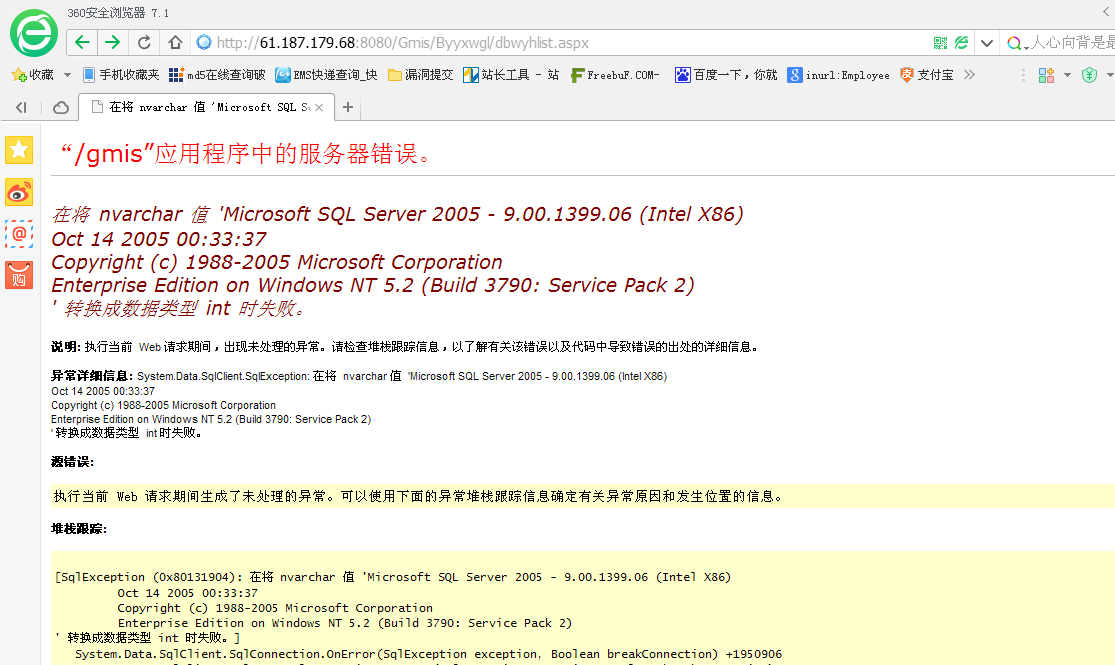 360安全浏览器 7.1
http://61.187.179.68:8080/Gmis/Byyxwgl/dbwyhlist.aspx
人心向背是最
收藏 手机收藏夹 md5在线查询破 EMS快递查询_快 漏洞提交 站长工具 - 站 FreebuF.COM- 百度一下，你就 inurl:Employee 支付宝
在将 nvarchar 值 'Microsoft SQL S
“/gmis”应用程序中的服务器错误。
在将 nvarchar 值 'Microsoft SQL Server 2005 - 9.00.1399.06 (Intel X86)
Oct 14 2005 00:33:37
Copyright (c) 1988-2005 Microsoft Corporation
Enterprise Edition on Windows NT 5.2 (Build 3790: Service Pack 2)
' 转换成数据类型 int 时失败。
说明: 执行当前 Web 请求期间，出现未处理的异常。请检查堆栈跟踪信息，以了解有关该错误以及代码中导致错误的出处的详细信息。
异常详细信息: System.Data.SqlClient.SqlException: 在将 nvarchar 值 'Microsoft SQL Server 2005 - 9.00.1399.06 (Intel X86)
Oct 14 2005 00:33:37
Copyright (c) 1988-2005 Microsoft Corporation
Enterprise Edition on Windows NT 5.2 (Build 3790: Service Pack 2)
' 转换成数据类型 int 时失败。
源错误:
执行当前 Web 请求期间生成了未处理的异常。可以使用下面的异常堆栈跟踪信息确定有关异常原因和发生位置的信息。
堆栈跟踪:
[SqlException (0x80131904): 在将 nvarchar 值 'Microsoft SQL Server 2005 - 9.00.1399.06 (Intel X86)
Oct 14 2005 00:33:37
Copyright (c) 1988-2005 Microsoft Corporation
Enterprise Edition on Windows NT 5.2 (Build 3790: Service Pack 2)
' 转换成数据类型 int 时失败。]
System.Data.SqlClient.SqlConnection.OnError(SqlException exception, Boolean breakConnection) +1950906